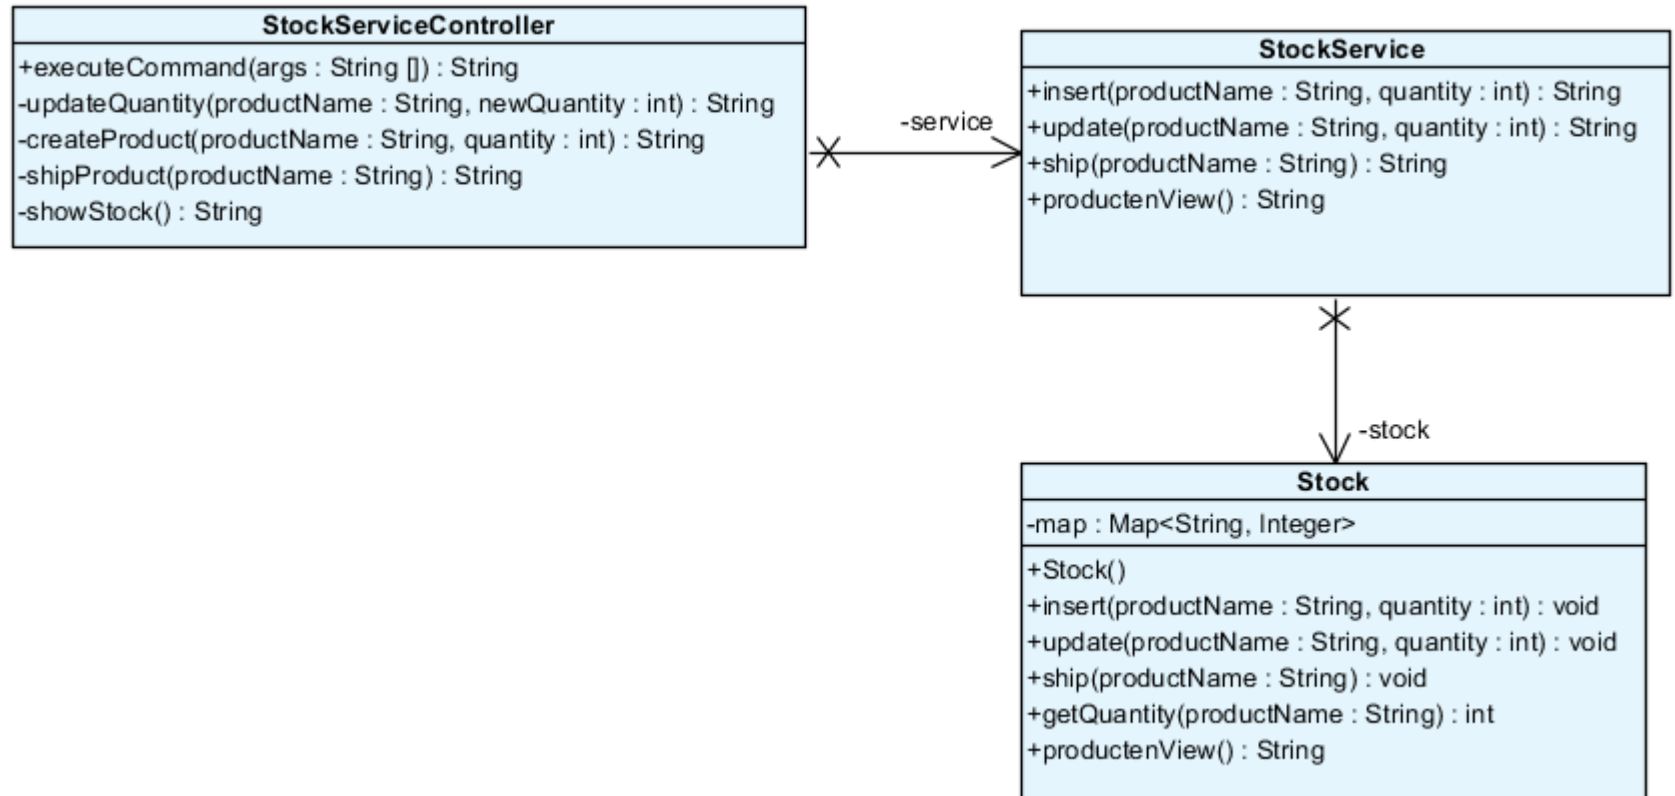 StockServiceController
+executeCommand(args : String []) : String
-updateQuantity(productName : String, newQuantity : int) : String
-createProduct(productName : String, quantity : int) : String
-shipProduct(productName : String) : String
-showStock() : String
-service
StockService
+insert(productName : String, quantity : int) : String
+update(productName : String, quantity : int) : String
+ship(productName : String) : String
+productenView() : String
-stock
Stock
-map : Map<String, Integer>
+Stock()
+insert(productName : String, quantity : int) : void
+update(productName : String, quantity : int) : void
+ship(productName : String) : void
+getQuantity(productName : String) : int
+productenView() : String